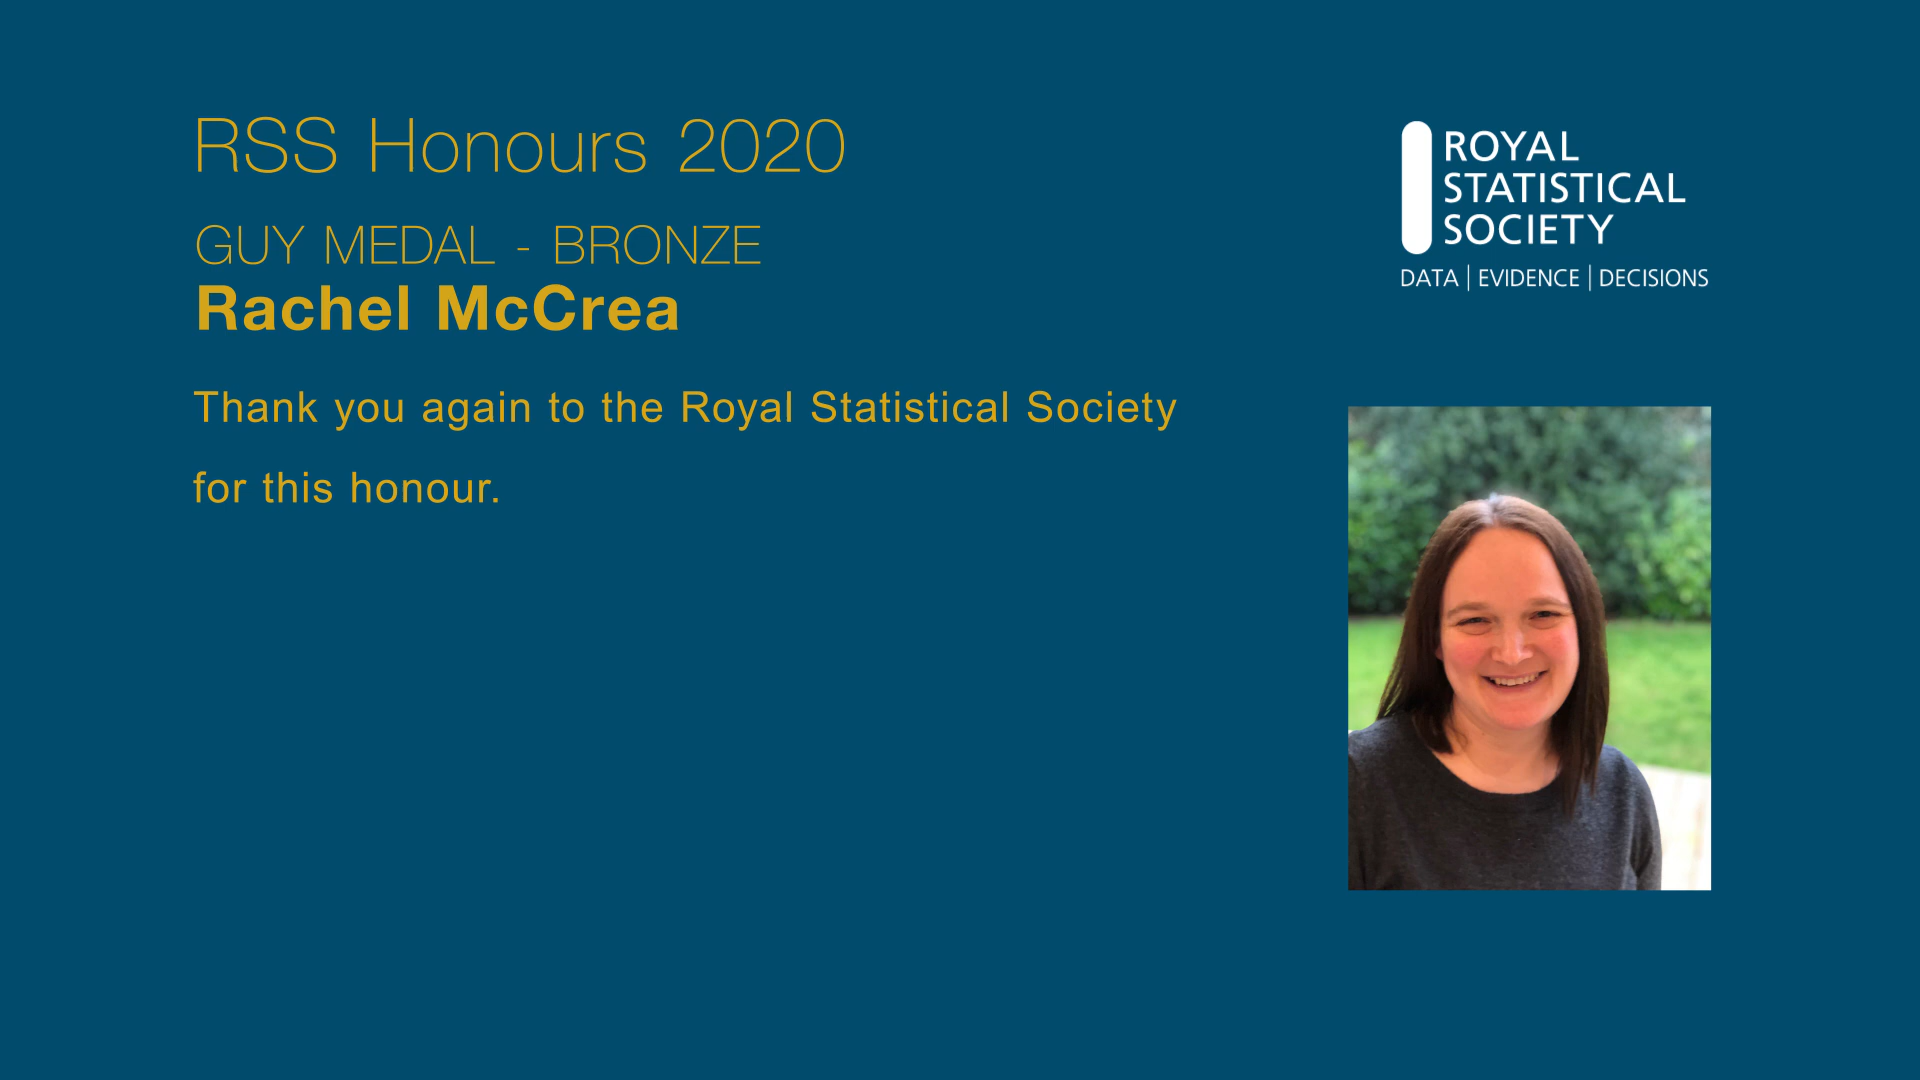 RSS Honours 2020
GUY MEDAL - BRONZE
Rachel McCrea
Thank you again to the Royal Statistical Society
for this honour.
ROYAL
STATISTICAL
SOCIETY
DATA | EVIDENCE | DECISIONS